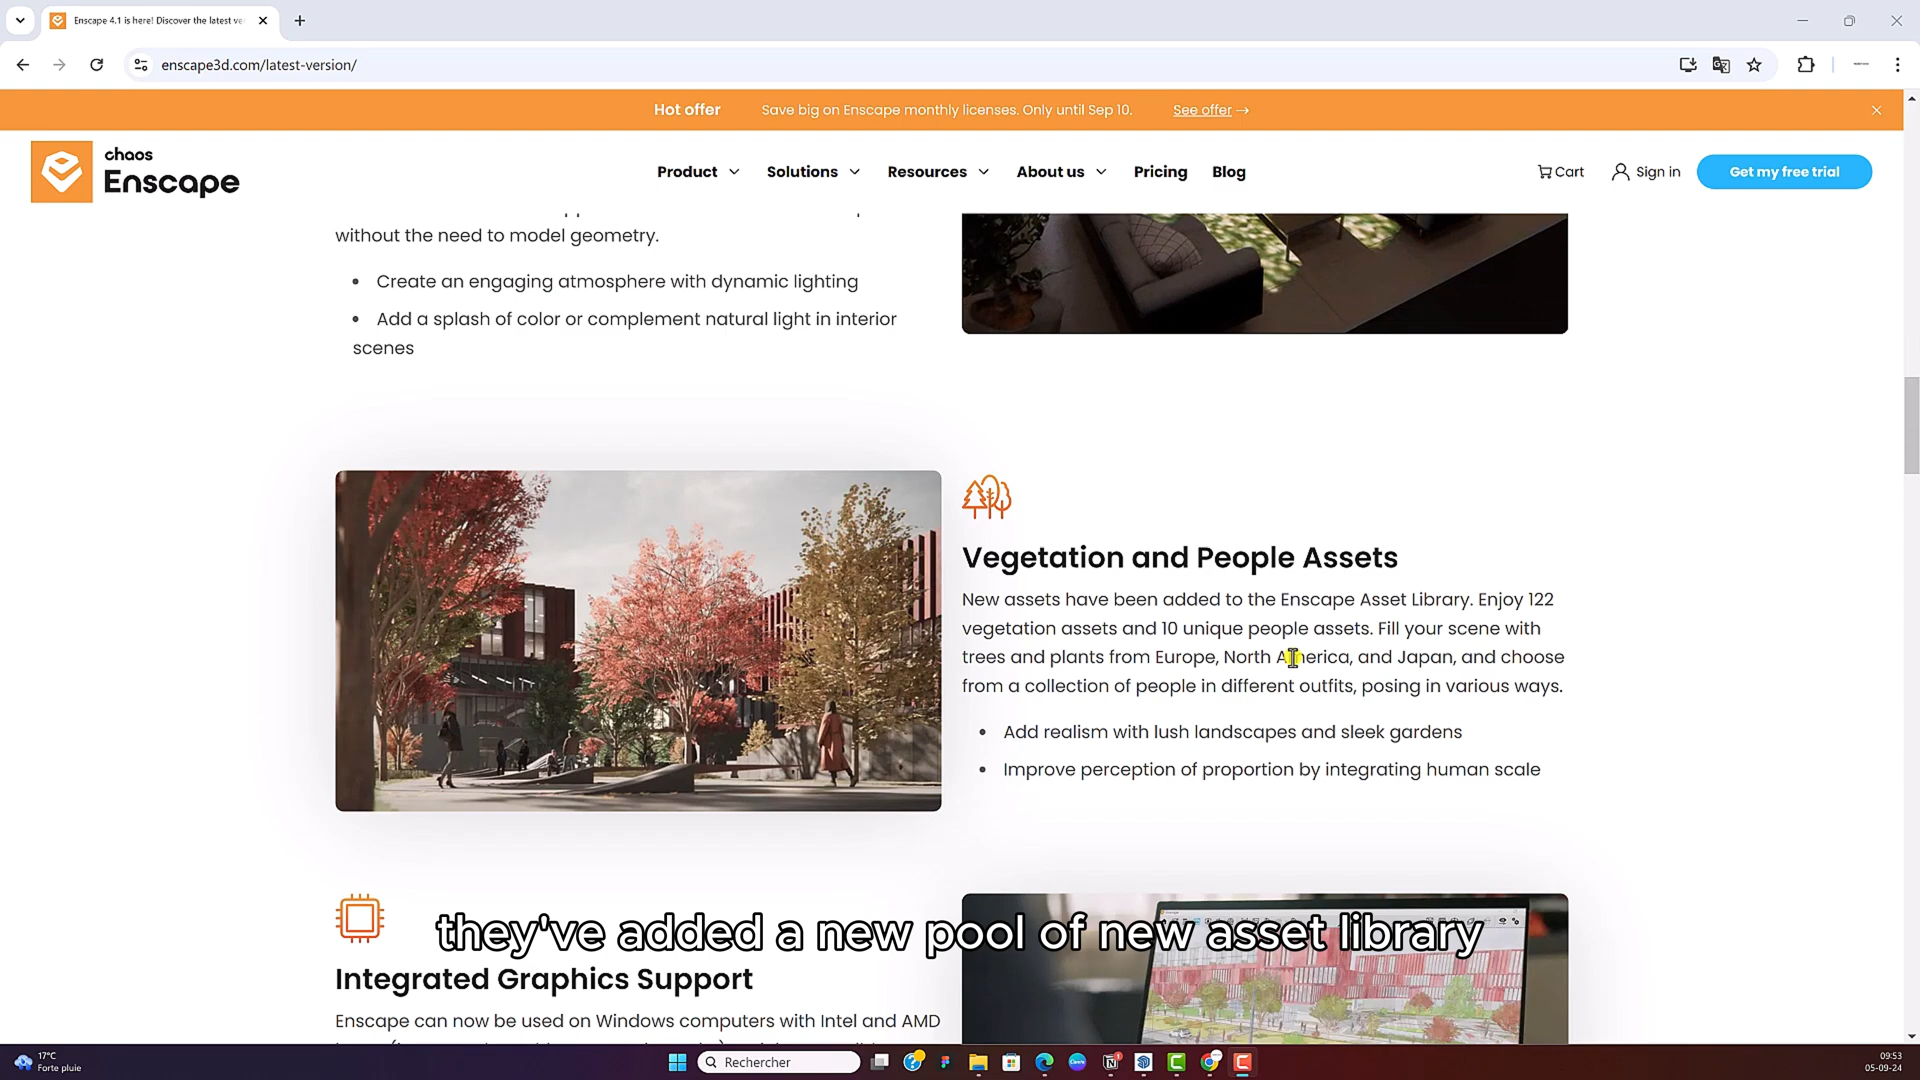 Enscape 4.1 is here! Discover the latest ve
enscape3d.com/latest-version/
Hot offer Save big on Enscape monthly licenses. Only until Sep 10. See offer →
chaos
Enscape
Product Solutions Resources About us Pricing Blog Cart Sign in Get my free trial
without the need to model geometry.
• Create an engaging atmosphere with dynamic lighting
• Add a splash of color or complement natural light in interior
scenes
Vegetation and People Assets
New assets have been added to the Enscape Asset Library. Enjoy 122
vegetation assets and 10 unique people assets. Fill your scene with
trees and plants from Europe, North America, and Japan, and choose
from a collection of people in different outfits, posing in various ways.
• Add realism with lush landscapes and sleek gardens
• Improve perception of proportion by integrating human scale
they've added a new pool of new asset library
Integrated Graphics Support
Enscape can now be used on Windows computers with Intel and AMD
17°C
Forte pluie
Rechercher
09:53
05-09-24